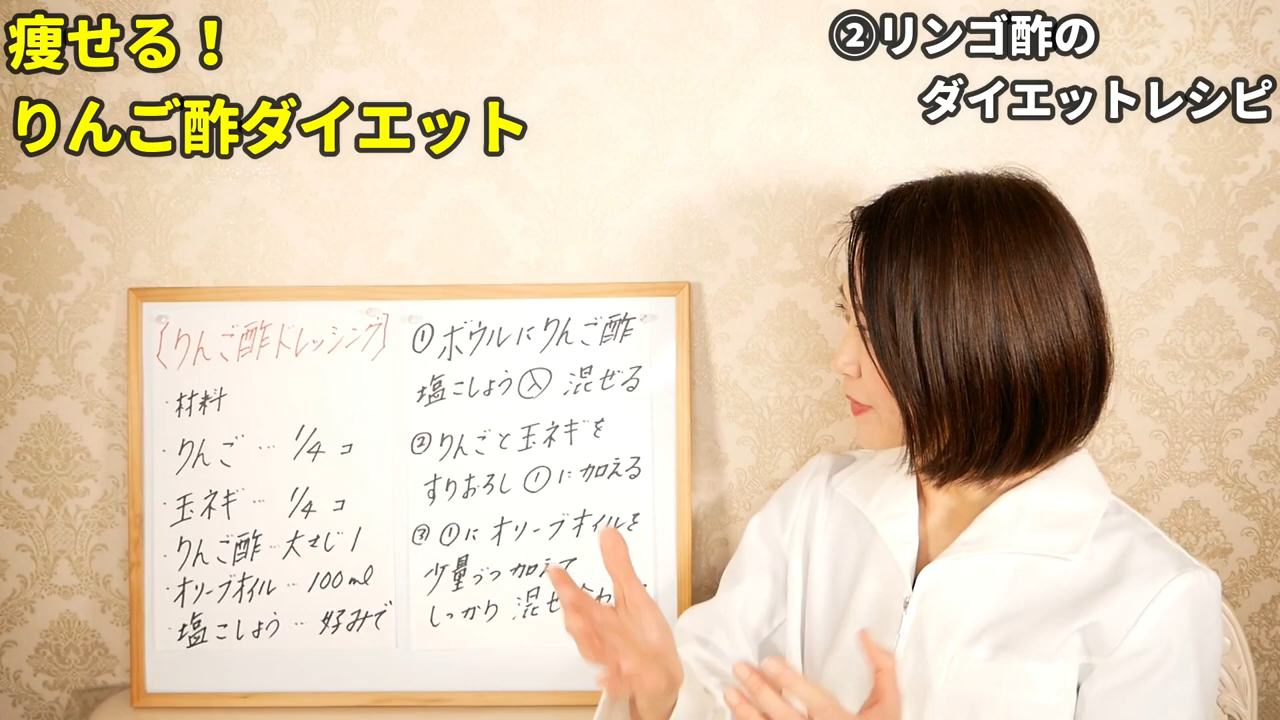 痩せる！
りんご酢ダイエット
②リンゴ酢の
ダイエットレシピ
[りんご酢ドレッシング]
・材料
・りんご … 1/4 コ
・玉ネギ … 1/4 コ
・りんご酢…大さじ1
・オリーブオイル … 100ml
・塩こしょう … 好みで
①ボウルにりんご酢
塩こしょう入 混ぜる
②りんごと玉ネギを
すりおろし①に加える
③①にオリーブオイルを
少量づつ加えて
しっかり 混ぜ